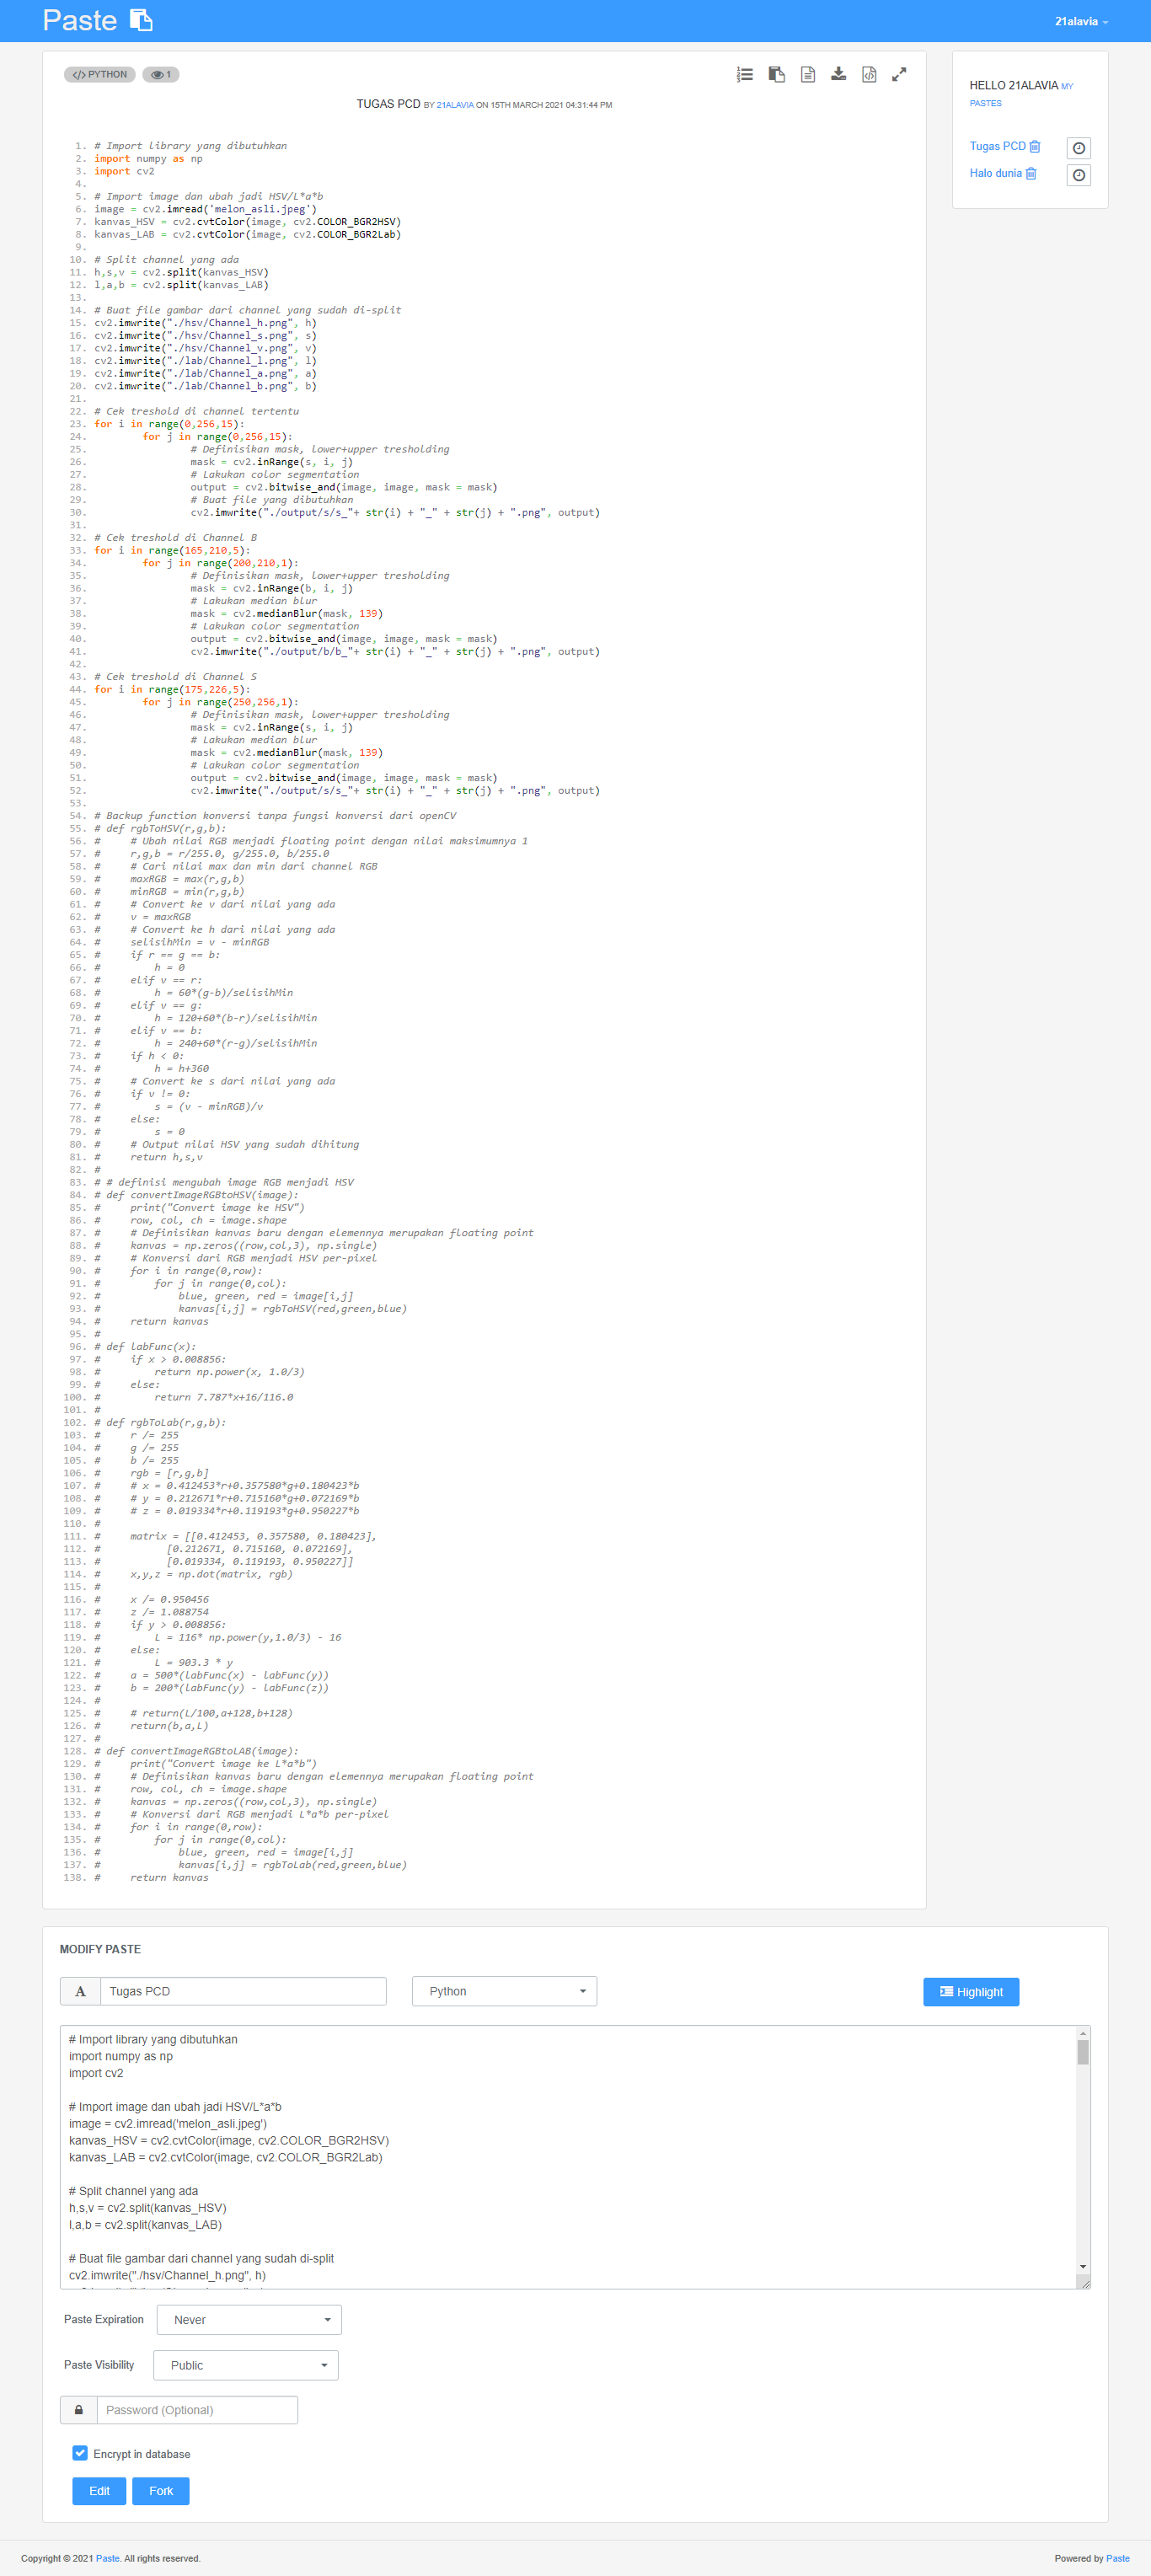 Paste
21alavia
PYTHON 1
TUGAS PCD BY 21ALAVIA ON 15TH MARCH 2021 04:31:44 PM
1. # Import library yang dibutuhkan
2. import numpy as np
3. import cv2
4.
5. # Import image dan ubah jadi HSV/L*a*b
6. image = cv2.imread('melon_asli.jpeg')
7. kanvas_HSV = cv2.cvtColor(image, cv2.COLOR_BGR2HSV)
8. kanvas_LAB = cv2.cvtColor(image, cv2.COLOR_BGR2Lab)
9.
10. # Split channel yang ada
11. h,s,v = cv2.split(kanvas_HSV)
12. l,a,b = cv2.split(kanvas_LAB)
13.
14. # Buat file gambar dari channel yang sudah di-split
15. cv2.imwrite("./hsv/Channel_h.png", h)
16. cv2.imwrite("./hsv/Channel_s.png", s)
17. cv2.imwrite("./hsv/Channel_v.png", v)
18. cv2.imwrite("./lab/Channel_l.png", l)
19. cv2.imwrite("./lab/Channel_a.png", a)
20. cv2.imwrite("./lab/Channel_b.png", b)
21.
22. # Cek treshold di channel tertentu
23. for i in range(0,256,15):
24. for j in range(0,256,15):
25. # Definisikan mask, lower+upper tresholding
26. mask = cv2.inRange(s, i, j)
27. # Lakukan color segmentation
28. output = cv2.bitwise_and(image, image, mask = mask)
29. # Buat file yang dibutuhkan
30. cv2.imwrite("./output/s/s_"+ str(i) + "_" + str(j) + ".png", output)
31.
32. # Cek treshold di Channel B
33. for i in range(165,210,5):
34. for j in range(200,210,1):
35. # Definisikan mask, lower+upper tresholding
36. mask = cv2.inRange(b, i, j)
37. # Lakukan median blur
38. mask = cv2.medianBlur(mask, 139)
39. # Lakukan color segmentation
40. output = cv2.bitwise_and(image, image, mask = mask)
41. cv2.imwrite("./output/b/b_"+ str(i) + "_" + str(j) + ".png", output)
42.
43. # Cek treshold di Channel S
44. for i in range(175,226,5):
45. for j in range(250,256,1):
46. # Definisikan mask, lower+upper tresholding
47. mask = cv2.inRange(s, i, j)
48. # Lakukan median blur
49. mask = cv2.medianBlur(mask, 139)
50. # Lakukan color segmentation
51. output = cv2.bitwise_and(image, image, mask = mask)
52. cv2.imwrite("./output/s/s_"+ str(i) + "_" + str(j) + ".png", output)
53.
54. # Backup function konversi tanpa fungsi konversi dari openCV
55. # def rgbToHSV(r,g,b):
56. # # Ubah nilai RGB menjadi floating point dengan nilai maksimumnya 1
57. # r,g,b = r/255.0, g/255.0, b/255.0
58. # # Cari nilai max dan min dari channel RGB
59. # maxRGB = max(r,g,b)
60. # minRGB = min(r,g,b)
61. # # Convert ke v dari nilai yang ada
62. # v = maxRGB
63. # # Convert ke h dari nilai yang ada
64. # selisihMin = v - minRGB
65. # if r == g == b:
66. # h = 0
67. # elif v == r:
68. # h = 60*(g-b)/selisihMin
69. # elif v == g:
70. # h = 120+60*(b-r)/selisihMin
71. # elif v == b:
72. # h = 240+60*(r-g)/selisihMin
73. # if h < 0:
74. # h = h+360
75. # # Convert ke s dari nilai yang ada
76. # if v != 0:
77. # s = (v - minRGB)/v
78. # else:
79. # s = 0
80. # # Output nilai HSV yang sudah dihitung
81. # return h,s,v
82. #
83. # # definisi mengubah image RGB menjadi HSV
84. # def convertImageRGBtoHSV(image):
85. # print("Convert image ke HSV")
86. # row, col, ch = image.shape
87. # # Definisikan kanvas baru dengan elemennya merupakan floating point
88. # kanvas = np.zeros((row,col,3), np.single)
89. # # Konversi dari RGB menjadi HSV per-pixel
90. # for i in range(0,row):
91. # for j in range(0,col):
92. # blue, green, red = image[i,j]
93. # kanvas[i,j] = rgbToHSV(red,green,blue)
94. # return kanvas
95. #
96. # def labFunc(x):
97. # if x > 0.008856:
98. # return np.power(x, 1.0/3)
99. # else:
100. # return 7.787*x+16/116.0
101. #
102. # def rgbToLab(r,g,b):
103. # r /= 255
104. # g /= 255
105. # b /= 255
106. # rgb = [r,g,b]
107. # # x = 0.412453*r+0.357580*g+0.180423*b
108. # # y = 0.212671*r+0.715160*g+0.072169*b
109. # # z = 0.019334*r+0.119193*g+0.950227*b
110. #
111. # matrix = [[0.412453, 0.357580, 0.180423],
112. # [0.212671, 0.715160, 0.072169],
113. # [0.019334, 0.119193, 0.950227]]
114. # x,y,z = np.dot(matrix, rgb)
115. #
116. # x /= 0.950456
117. # z /= 1.088754
118. # if y > 0.008856:
119. # L = 116* np.power(y,1.0/3) - 16
120. # else:
121. # L = 903.3 * y
122. # a = 500*(labFunc(x) - labFunc(y))
123. # b = 200*(labFunc(y) - labFunc(z))
124. #
125. # # return(L/100,a+128,b+128)
126. # return(b,a,L)
127. #
128. # def convertImageRGBtoLAB(image):
129. # print("Convert image ke L*a*b")
130. # # Definisikan kanvas baru dengan elemennya merupakan floating point
131. # row, col, ch = image.shape
132. # kanvas = np.zeros((row,col,3), np.single)
133. # # Konversi dari RGB menjadi L*a*b per-pixel
134. # for i in range(0,row):
135. # for j in range(0,col):
136. # blue, green, red = image[i,j]
137. # kanvas[i,j] = rgbToLab(red,green,blue)
138. # return kanvas
HELLO 21ALAVIA MY
PASTES
Tugas PCD
Halo dunia
MODIFY PASTE
A Tugas PCD
Python
Highlight
# Import library yang dibutuhkan
import numpy as np
import cv2
# Import image dan ubah jadi HSV/L*a*b
image = cv2.imread('melon_asli.jpeg')
kanvas_HSV = cv2.cvtColor(image, cv2.COLOR_BGR2HSV)
kanvas_LAB = cv2.cvtColor(image, cv2.COLOR_BGR2Lab)
# Split channel yang ada
h,s,v = cv2.split(kanvas_HSV)
l,a,b = cv2.split(kanvas_LAB)
# Buat file gambar dari channel yang sudah di-split
cv2.imwrite("./hsv/Channel_h.png", h)
Paste Expiration Never
Paste Visibility Public
Password (Optional)
Encrypt in database
Edit Fork
Copyright © 2021 Paste. All rights reserved.
Powered by Paste